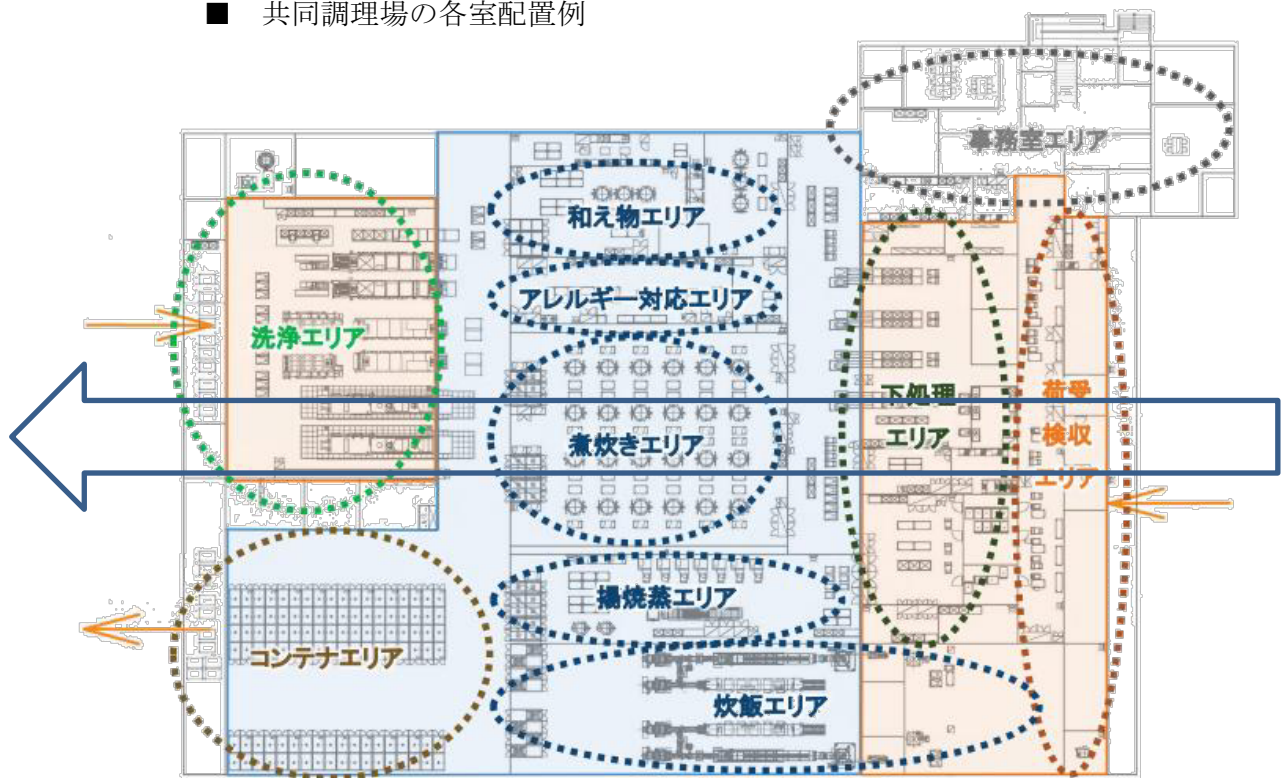 ■ 共同調理場の各室配置例
事務室エリア
和え物エリア
アレルギー対応エリア
洗浄エリア
煮炊きエリア
下処理
エリア
荷受
検収
エリア
揚焼蒸エリア
コンテナエリア
炊飯エリア